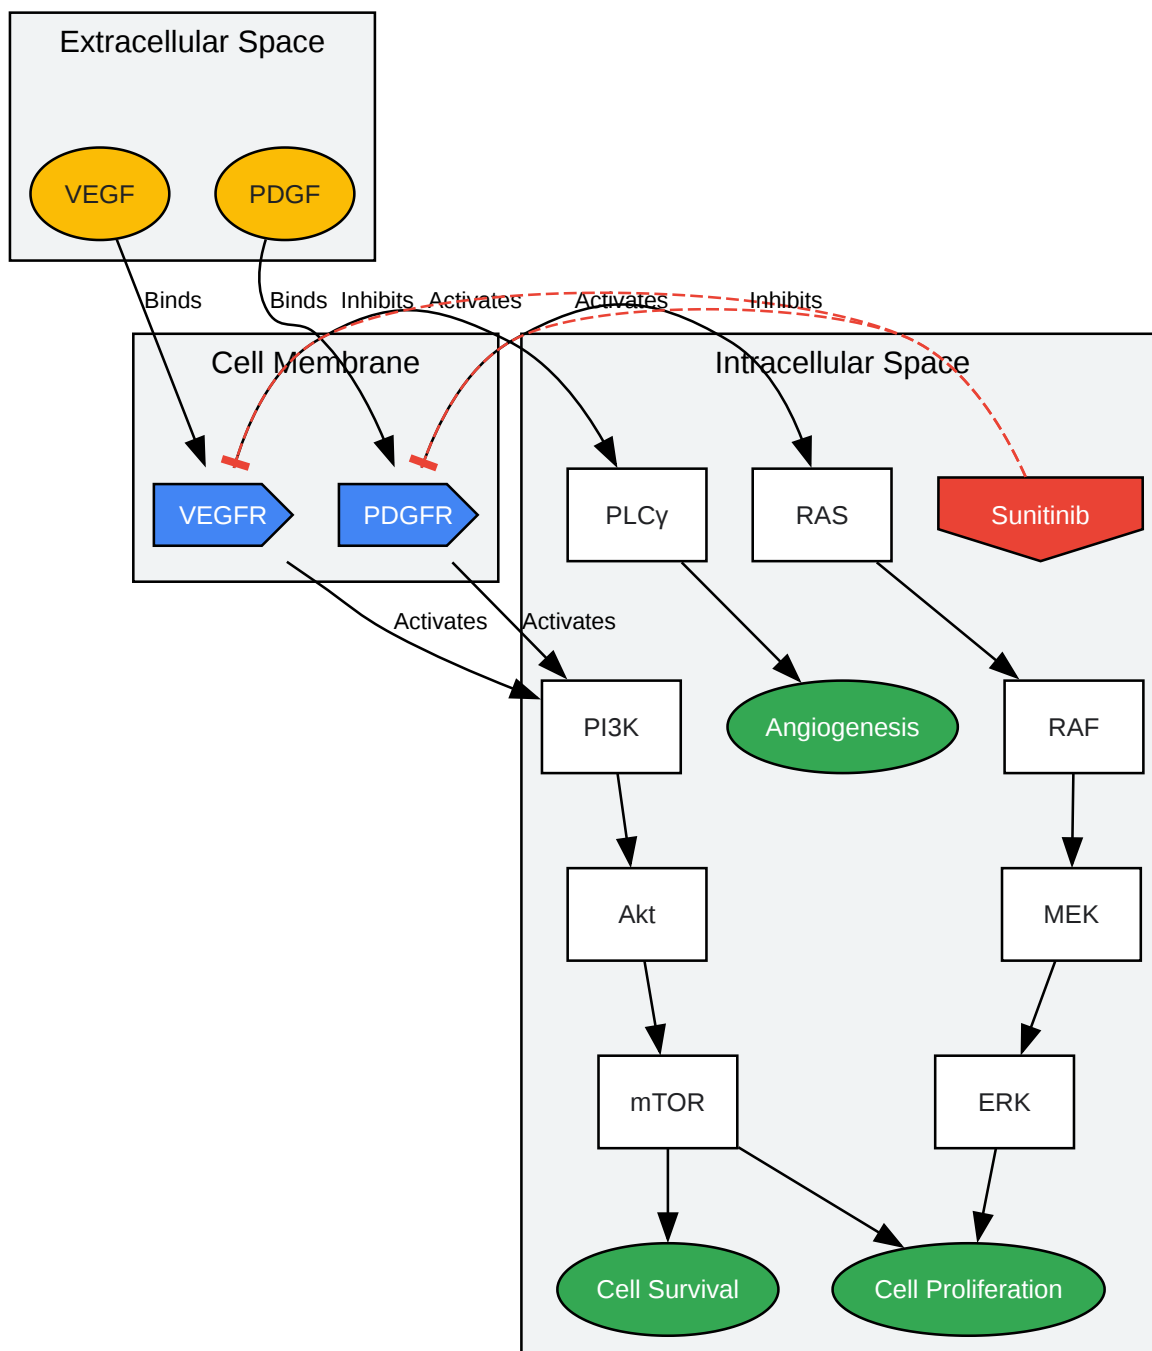 Extracellular Space
VEGF
PDGF
Binds
Binds
Inhibits
Activates
Activates
Inhibits
Cell Membrane
Intracellular Space
VEGFR
PDGFR
PLCγ
RAS
Sunitinib
Activates
Activates
PI3K
Angiogenesis
RAF
Akt
MEK
mTOR
ERK
Cell Survival
Cell Proliferation